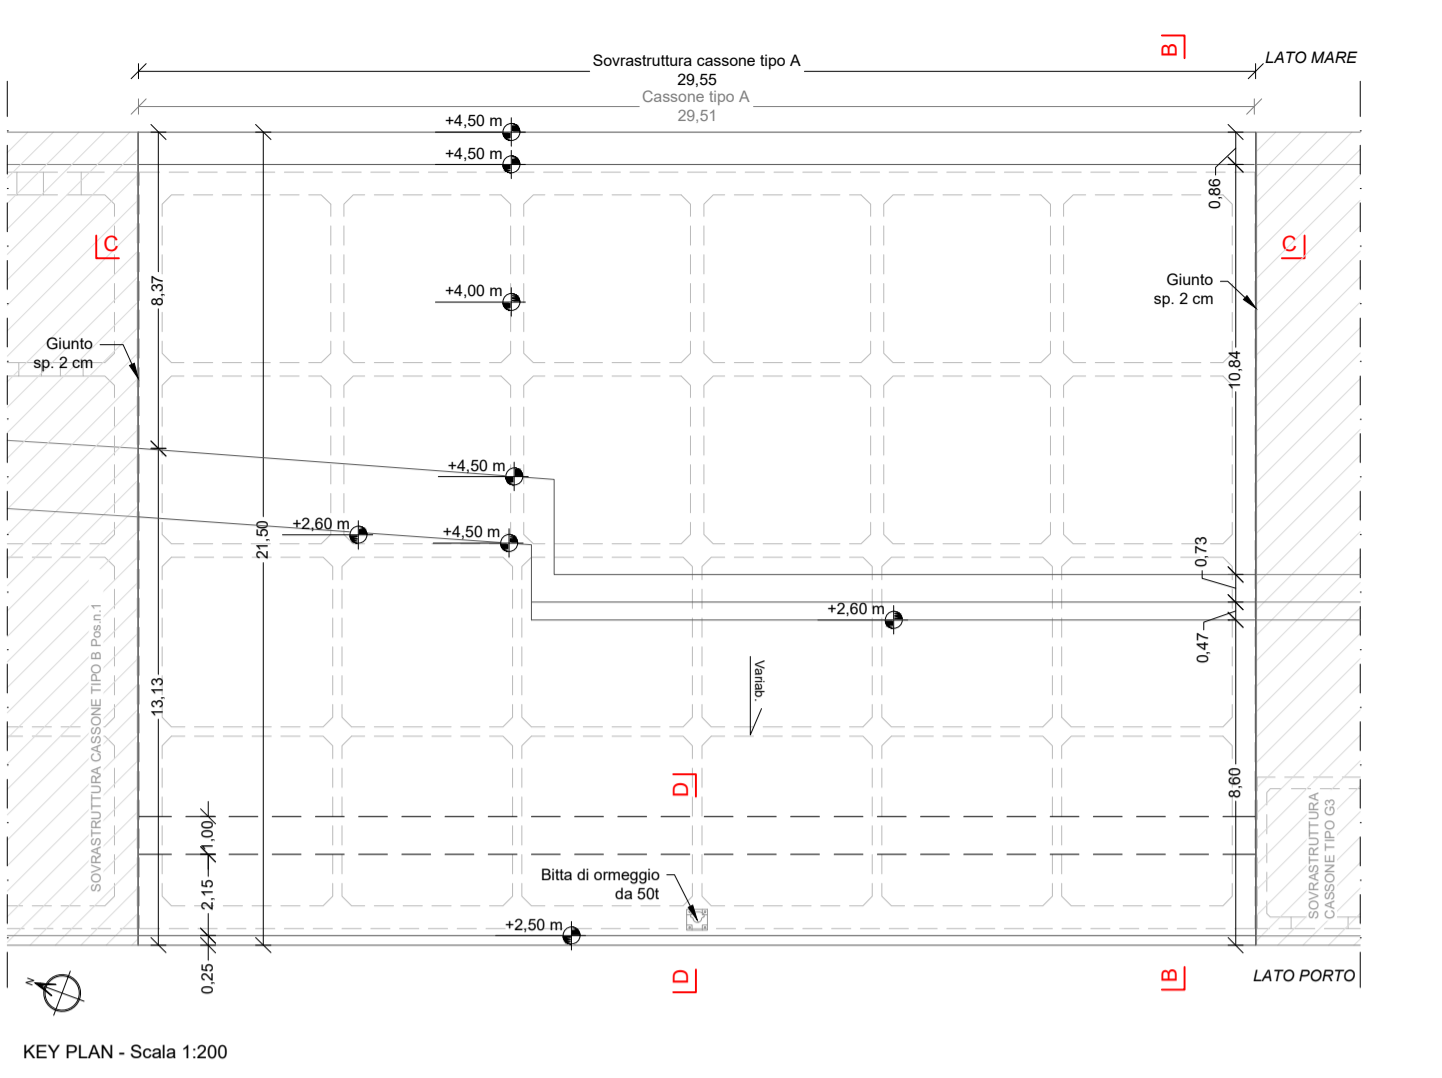 B
LATO MARE
Sovrastruttura cassone tipo A
29,55
Cassone tipo A
29,51
+4,50 m
+4,50 m
0,86
C
C
+4,00 m
8,37
Giunto
sp. 2 cm
Giunto
sp. 2 cm
10,84
+4,50 m
+2,60 m
+4,50 m
21,50
0,73
+2,60 m
0,47
SOVRASTRUTTURA CASSONE TIPO B Pos.n.1
13,13
Variab.
D
8,60
1,00
SOVRASTRUTTURA
CASSONE TIPO G3
2,15
Bitta di ormeggio
da 50t
+2,50 m
0,25
N
D
B
LATO PORTO
KEY PLAN - Scala 1:200